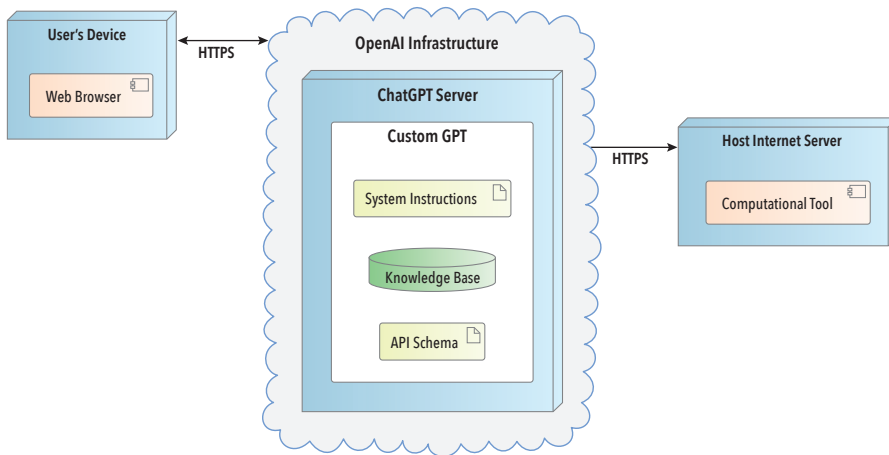 User's Device
Web Browser
HTTPS
OpenAI Infrastructure
ChatGPT Server
Custom GPT
System Instructions
Knowledge Base
API Schema
HTTPS
Host Internet Server
Computational Tool